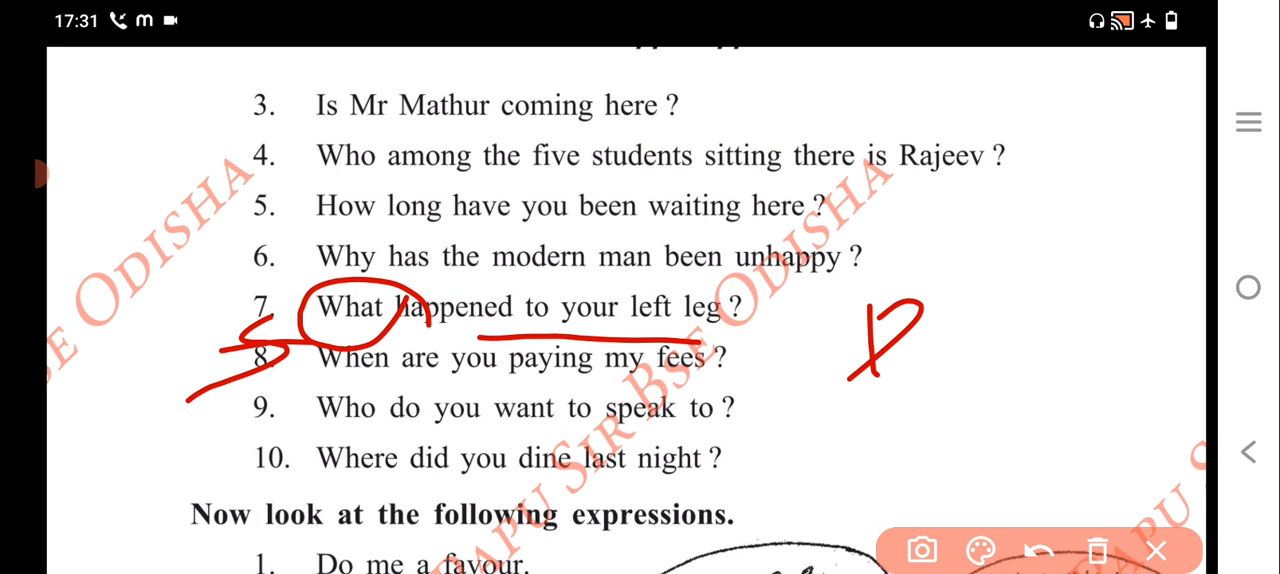 17:31
3. Is Mr Mathur coming here ?
4. Who among the five students sitting there is Rajeev ?
5. How long have you been waiting here ?
6. Why has the modern man been unhappy ?
7. What happened to your left leg ?
8. When are you paying my fees ?
9. Who do you want to speak to ?
10. Where did you dine last night ?
Now look at the following expressions.
1. Do me a favour.
SE ODISHA
BAPU SIR BSE ODISHA
S
P